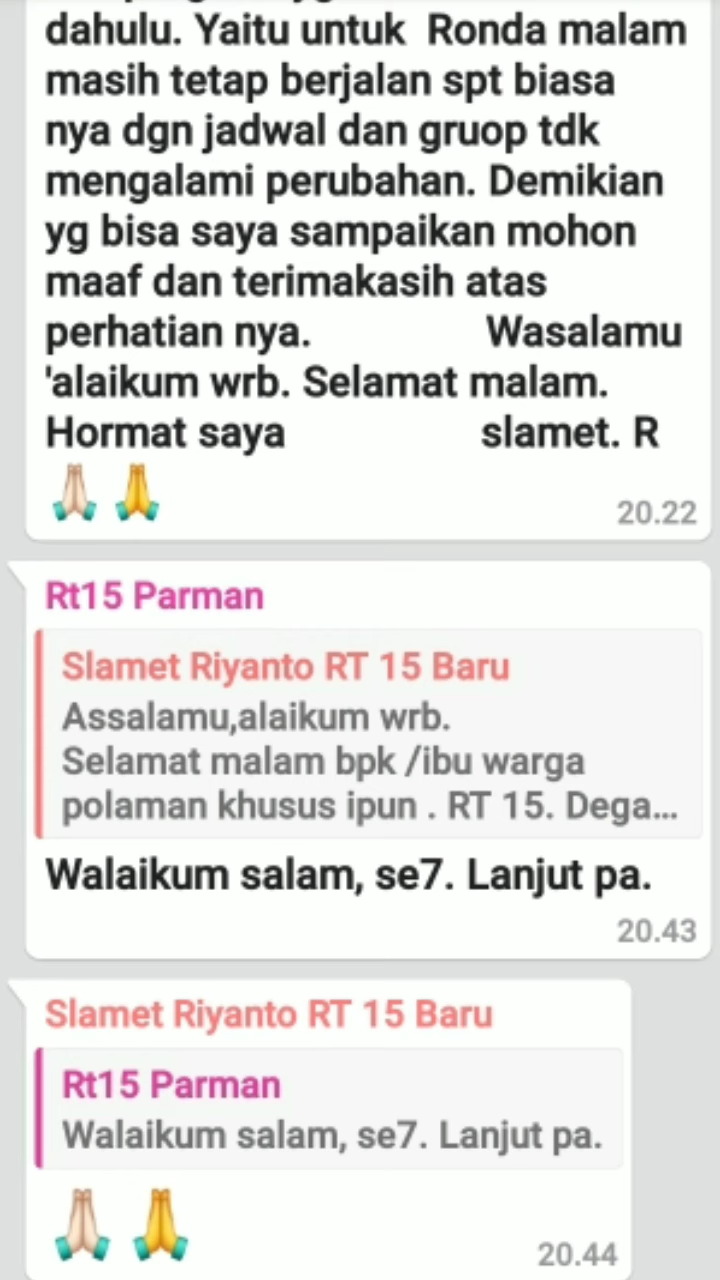 dahulu. Yaitu untuk Ronda malam
masih tetap berjalan spt biasa
nya dgn jadwal dan gruop tdk
mengalami perubahan. Demikian
yg bisa saya sampaikan mohon
maaf dan terimakasih atas
perhatian nya. Wasalamu
'alaikum wrb. Selamat malam.
Hormat saya slamet. R
🙏🏻🙏
20.22
Rt15 Parman
Slamet Riyanto RT 15 Baru
Assalamu,alaikum wrb.
Selamat malam bpk /ibu warga
polaman khusus ipun . RT 15. Dega...
Walaikum salam, se7. Lanjut pa.
20.43
Slamet Riyanto RT 15 Baru
Rt15 Parman
Walaikum salam, se7. Lanjut pa.
🙏🏻🙏
20.44